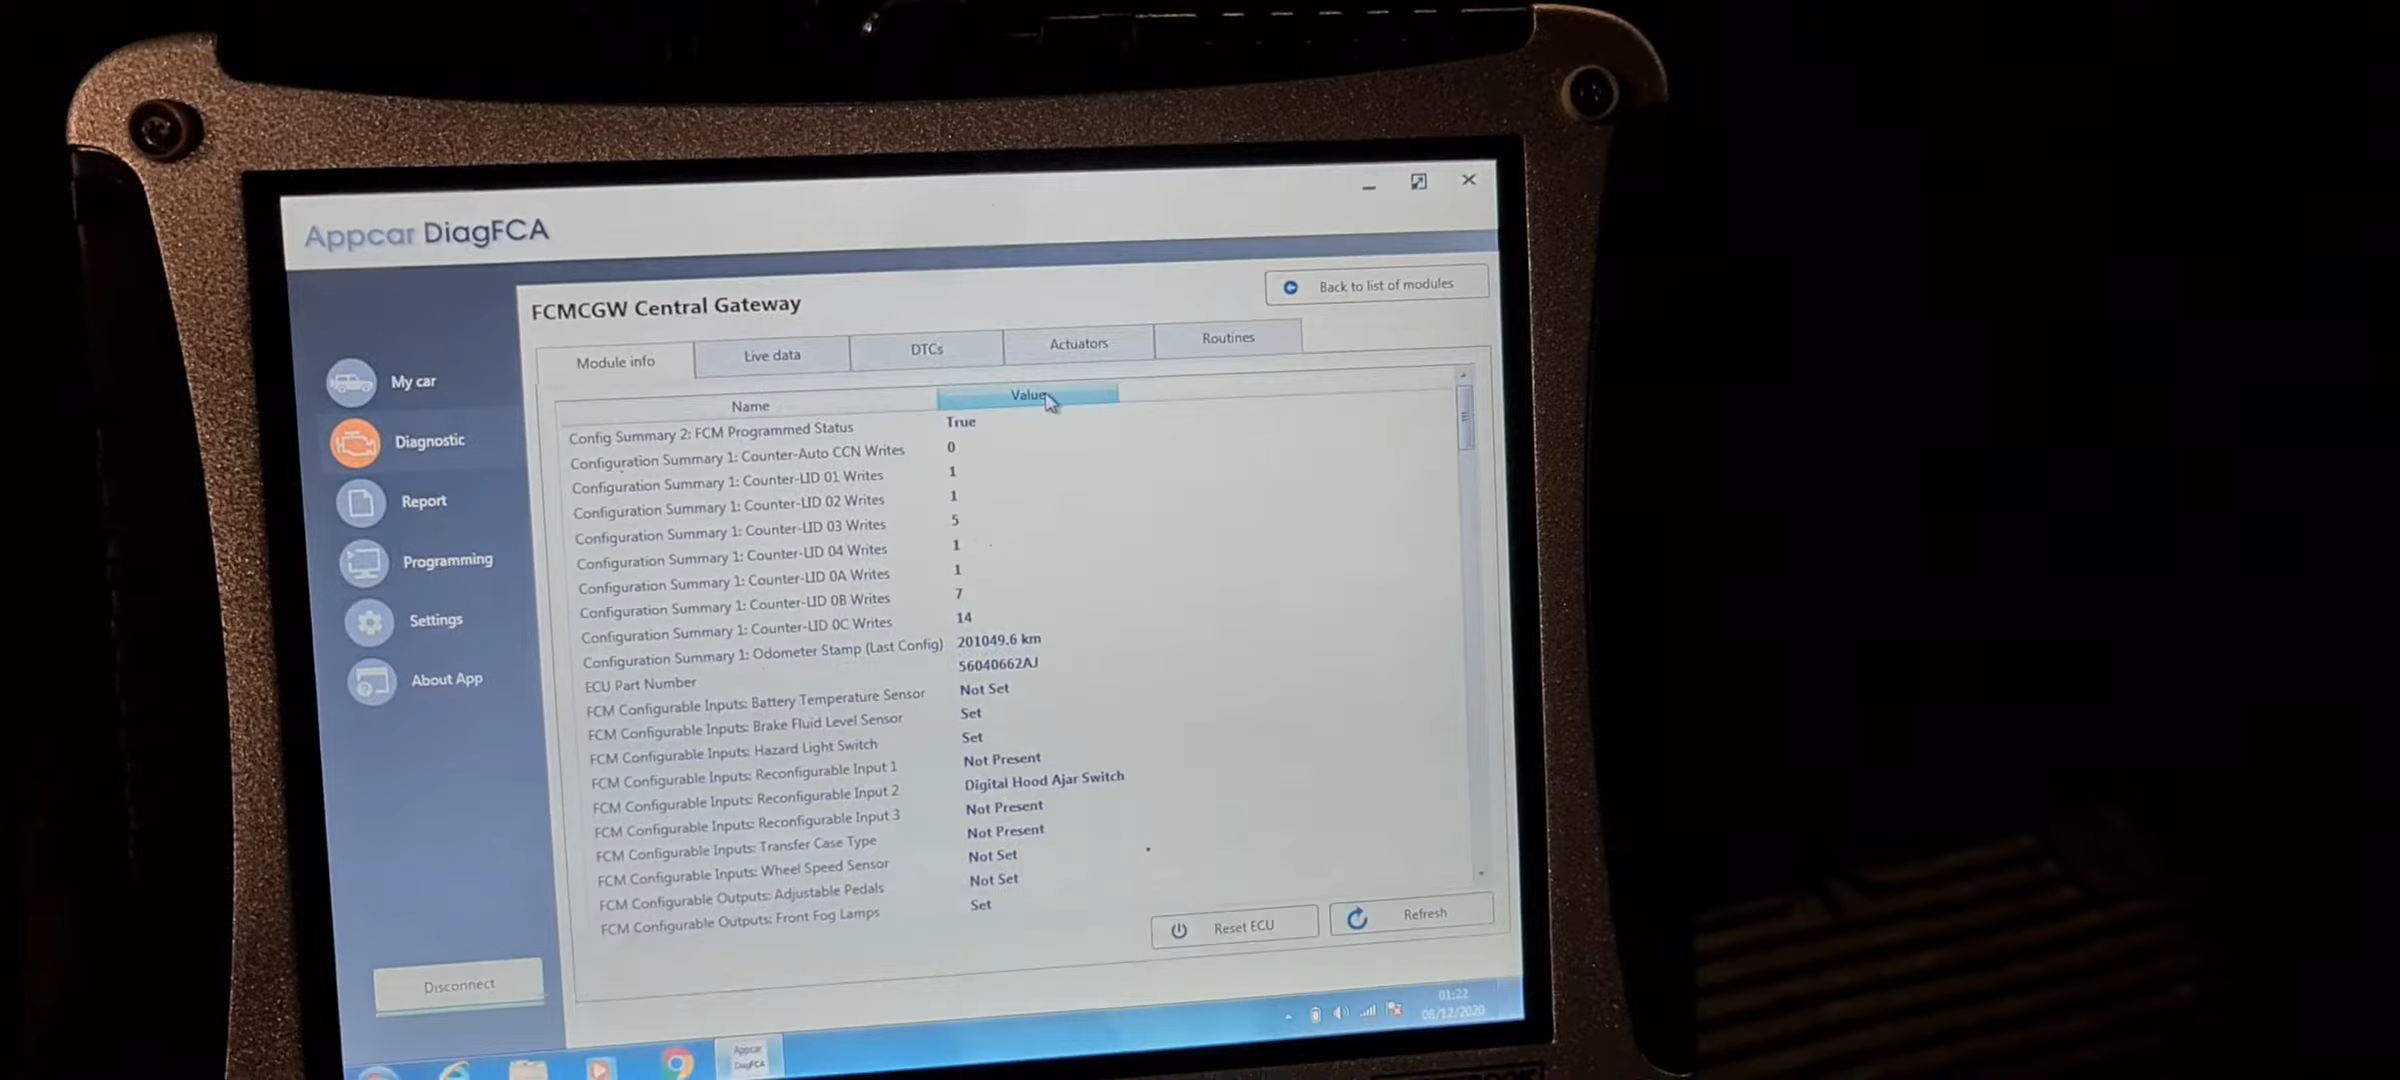 Appcar DiagFCA
FCMCGW Central Gateway
Back to list of modules
Module info
Live data
DTCs
Actuators
Routines
My car
Diagnostic
Report
Programming
Settings
About App
Disconnect
Name Value
Config Summary 2: FCM Programmed Status True
Configuration Summary 1: Counter-Auto CCN Writes 0
Configuration Summary 1: Counter-LID 01 Writes 1
Configuration Summary 1: Counter-LID 02 Writes 1
Configuration Summary 1: Counter-LID 03 Writes 5
Configuration Summary 1: Counter-LID 04 Writes 1
Configuration Summary 1: Counter-LID 0A Writes 1
Configuration Summary 1: Counter-LID 0B Writes 7
Configuration Summary 1: Counter-LID 0C Writes 14
Configuration Summary 1: Odometer Stamp (Last Config) 201049.6 km
ECU Part Number 56040662AJ
FCM Configurable Inputs: Battery Temperature Sensor Not Set
FCM Configurable Inputs: Brake Fluid Level Sensor Set
FCM Configurable Inputs: Hazard Light Switch Set
FCM Configurable Inputs: Reconfigurable Input 1 Not Present
FCM Configurable Inputs: Reconfigurable Input 2 Digital Hood Ajar Switch
FCM Configurable Inputs: Reconfigurable Input 3 Not Present
FCM Configurable Inputs: Transfer Case Type Not Present
FCM Configurable Inputs: Wheel Speed Sensor Not Set
FCM Configurable Outputs: Adjustable Pedals Not Set
FCM Configurable Outputs: Front Fog Lamps Set
Reset ECU
Refresh
01:22
08/12/2020
Appcar
DiagFCA